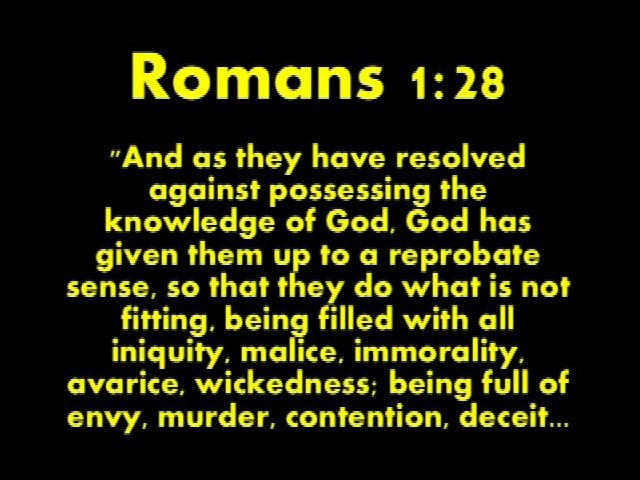 Romans 1:28
"And as they have resolved
against possessing the
knowledge of God, God has
given them up to a reprobate
sense, so that they do what is not
fitting, being filled with all
iniquity, malice, immorality,
avarice, wickedness; being full of
envy, murder, contention, deceit...